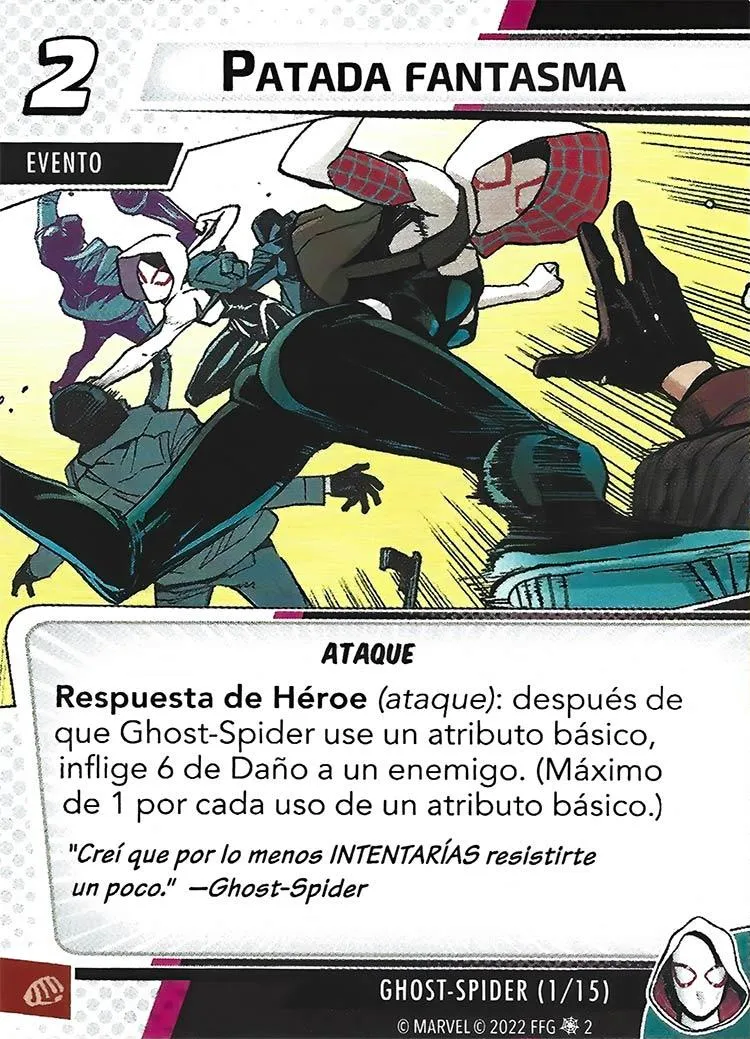 2
PATADA FANTASMA
EVENTO
ATAQUE
Respuesta de Héroe (ataque): después de
que Ghost-Spider use un atributo básico,
inflige 6 de Daño a un enemigo. (Máximo
de 1 por cada uso de un atributo básico.)
"Creí que por lo menos INTENTARÍAS resistirte
un poco." —Ghost-Spider
GHOST-SPIDER (1/15)
© MARVEL © 2022 FFG 2